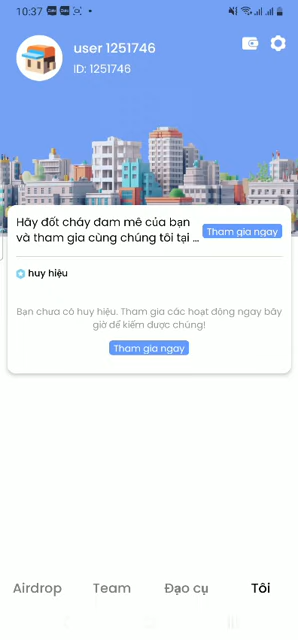 10:37
user 1251746
ID: 1251746
Hãy đốt cháy đam mê của bạn
và tham gia cùng chúng tôi tại ...
Tham gia ngay
huy hiệu
Bạn chưa có huy hiệu. Tham gia các hoạt động ngay bây
giờ để kiếm được chúng!
Tham gia ngay
Airdrop
Team
Đạo cụ
Tôi